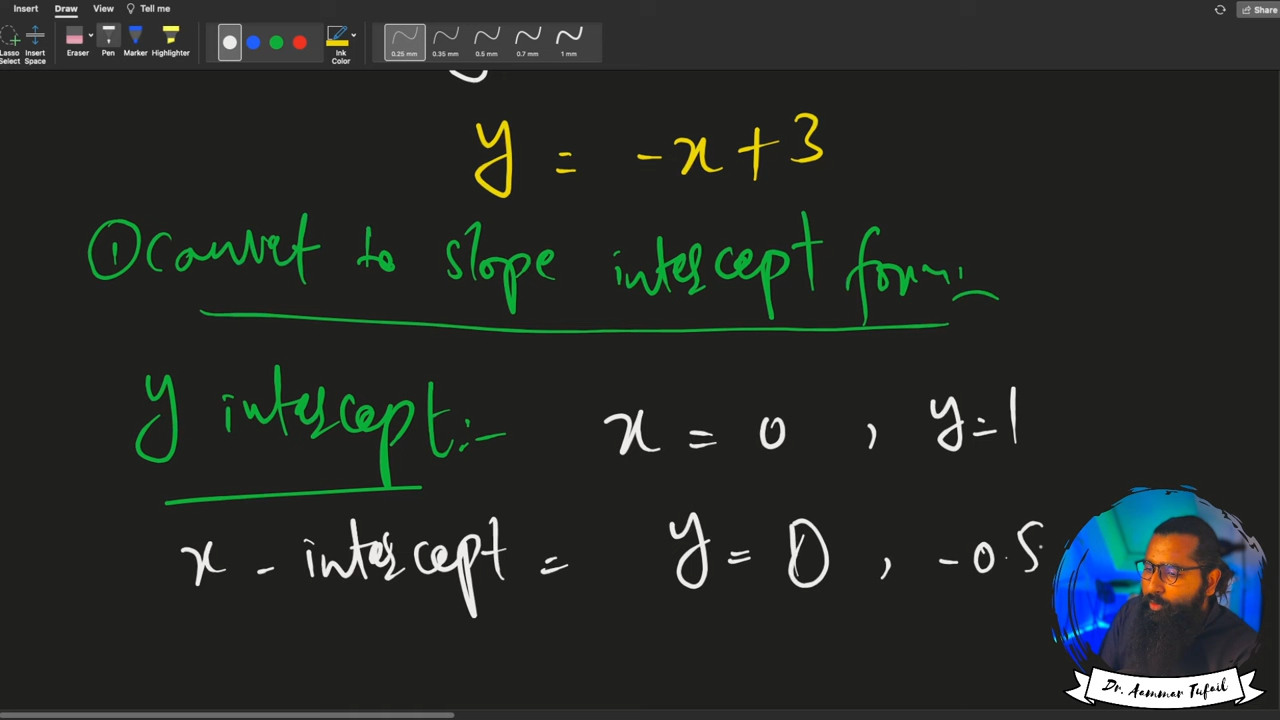 Insert Draw View Tell me Share
Lasso Select Insert Space Eraser Pen Marker Highlighter Ink Color 0.25 mm 0.35 mm 0.5 mm 0.7 mm 1 mm
y = -x + 3
① Convert to slope intercept form:
y intercept:- x = 0 , y = 1
x - intercept = y = 0 , -0.5
Dr. Aammar Tufail